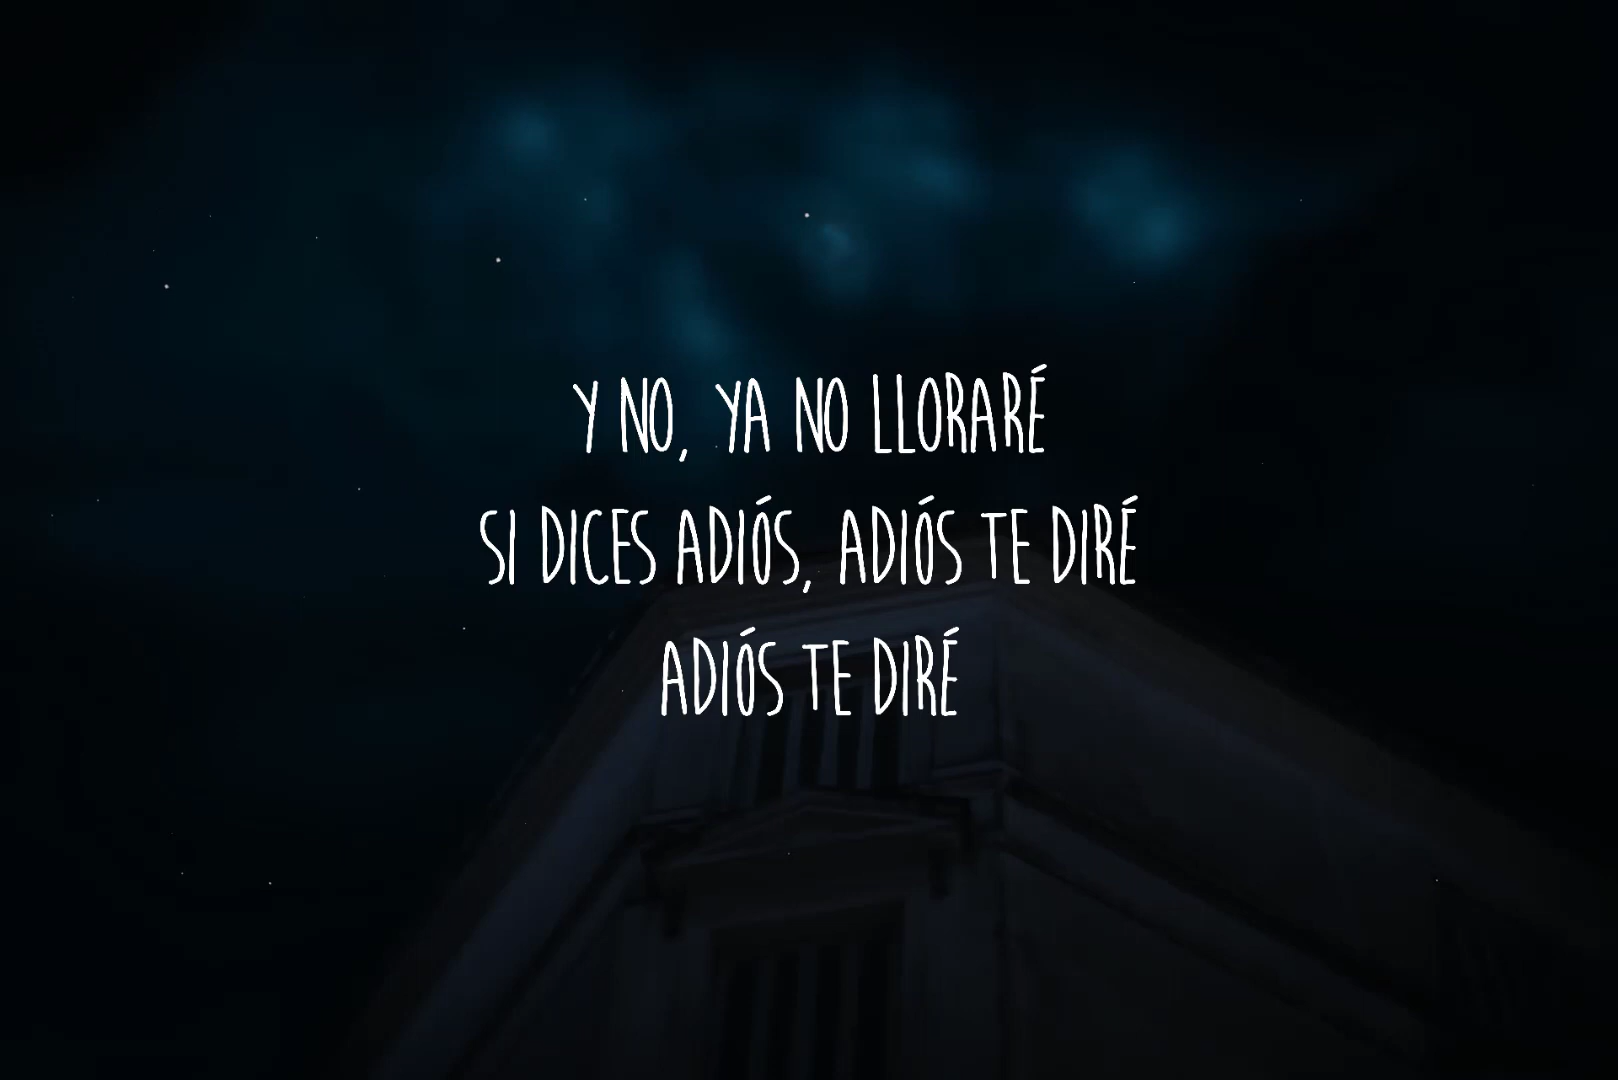 Y NO, YA NO LLORARÉ
SI DICES ADIÓS, ADIÓS TE DIRÉ
ADIÓS TE DIRÉ